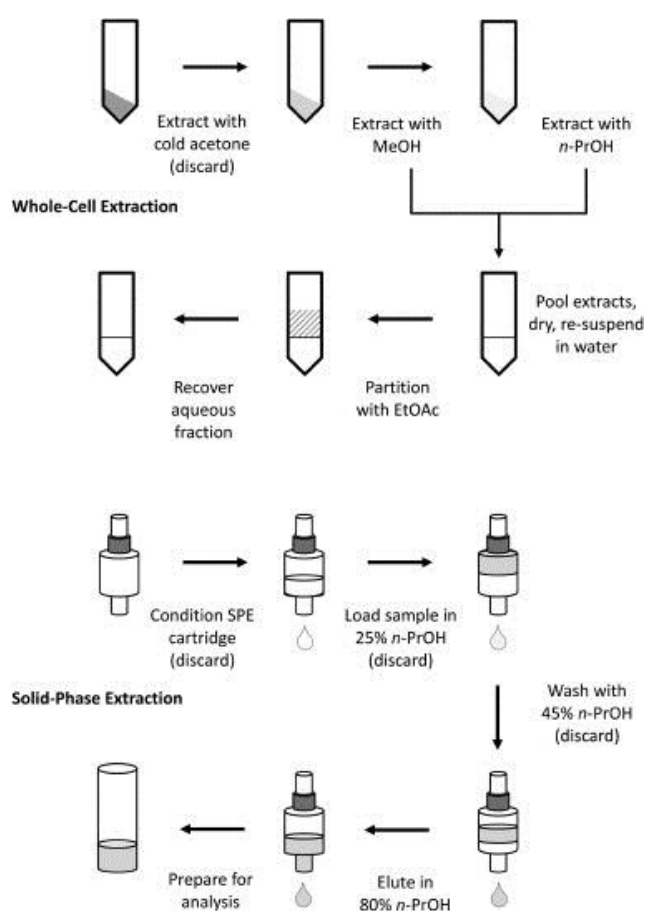 Extract with
cold acetone
(discard)
Extract with
MeOH
Extract with
n-PrOH
Whole-Cell Extraction
Pool extracts,
dry, re-suspend
in water
Partition
with EtOAc
Recover
aqueous
fraction
Condition SPE
cartridge
(discard)
Load sample in
25% n-PrOH
(discard)
Solid-Phase Extraction
Wash with
45% n-PrOH
(discard)
Elute in
80% n-PrOH
Prepare for
analysis